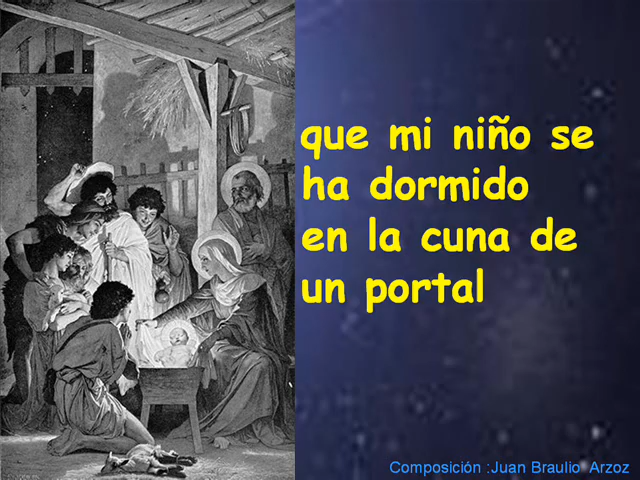 que mi niño se
ha dormido
en la cuna de
un portal
Composición :Juan Braulio Arzoz